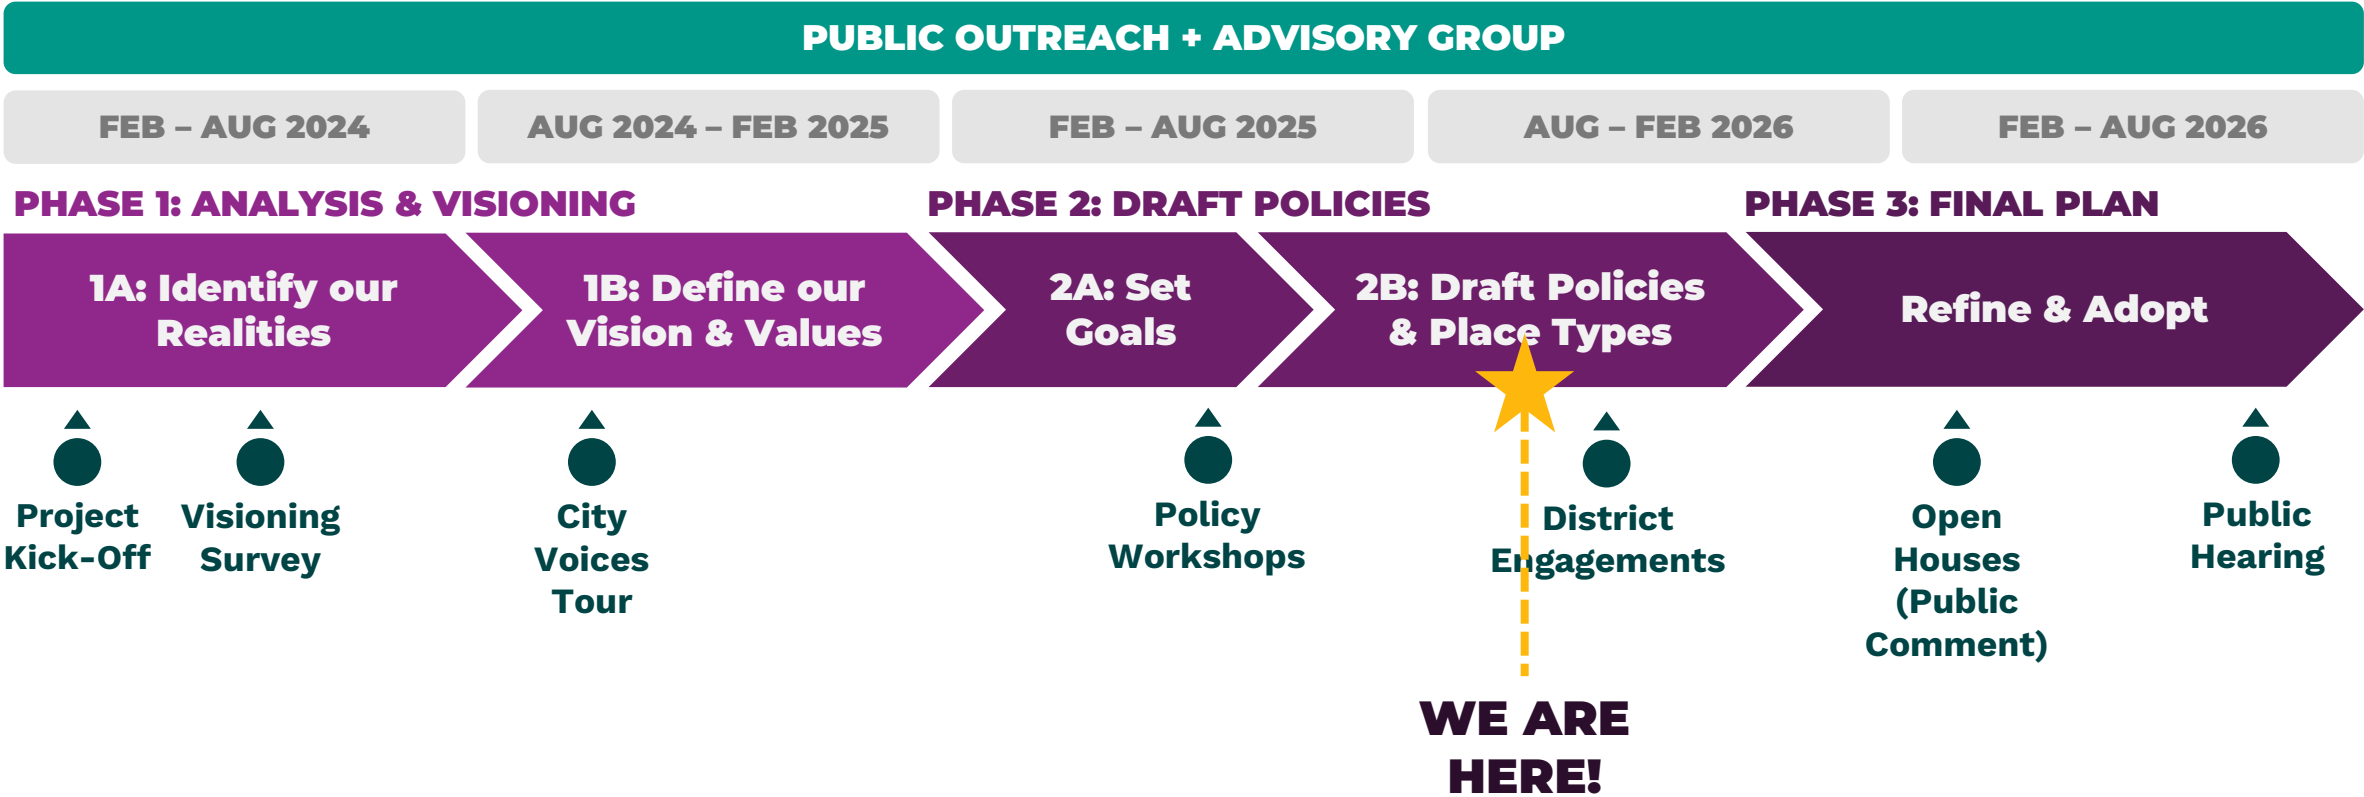 PUBLIC OUTREACH + ADVISORY GROUP
FEB – AUG 2024
AUG 2024 – FEB 2025
FEB – AUG 2025
AUG – FEB 2026
FEB – AUG 2026
PHASE 1: ANALYSIS & VISIONING
PHASE 2: DRAFT POLICIES
PHASE 3: FINAL PLAN
1A: Identify our
Realities
1B: Define our
Vision & Values
2A: Set
Goals
2B: Draft Policies
& Place Types
Refine & Adopt
Project
Kick-Off
Visioning
Survey
City
Voices
Tour
Policy
Workshops
District
Engagements
Open
Houses
(Public
Comment)
Public
Hearing
WE ARE
HERE!